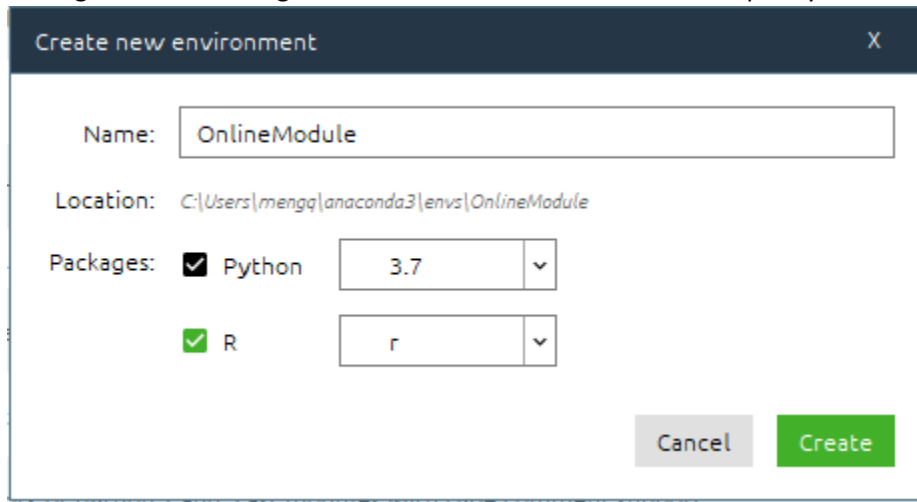 Create new environment X
Name: OnlineModule
Location: C:\Users\mengq\anaconda3\envs\OnlineModule
Packages: Python 3.7
R r
Cancel Create